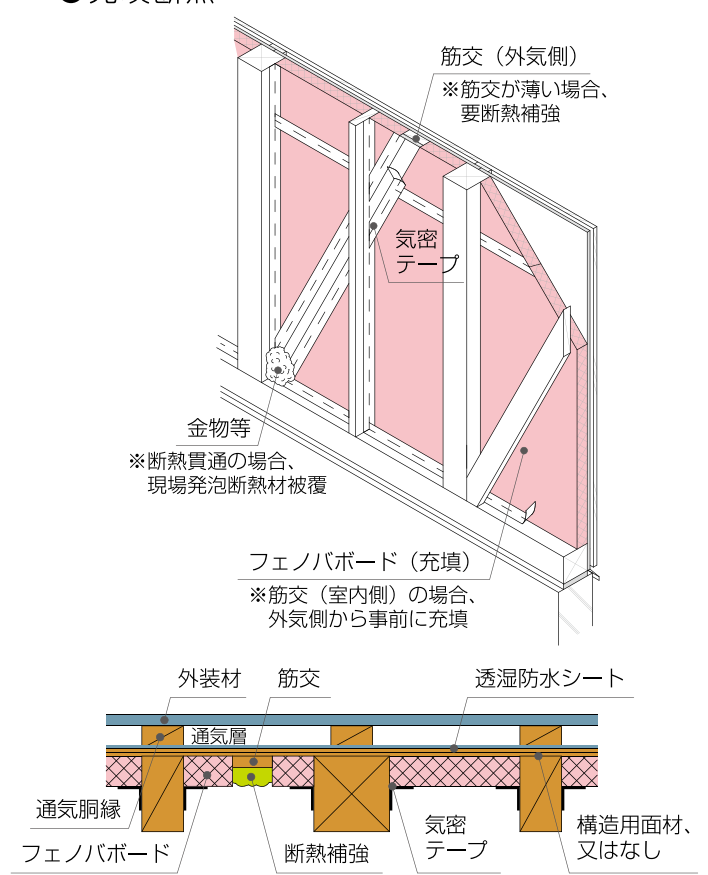 筋交（外気側）
※筋交が薄い場合、
要断熱補強
気密
テープ
金物等
※断熱貫通の場合、
現場発泡断熱材被覆
フェノバボード（充填）
※筋交（室内側）の場合、
外気側から事前に充填
外装材
筋交
透湿防水シート
通気層
通気胴縁
フェノバボード
断熱補強
気密
テープ
構造用面材、
又はなし